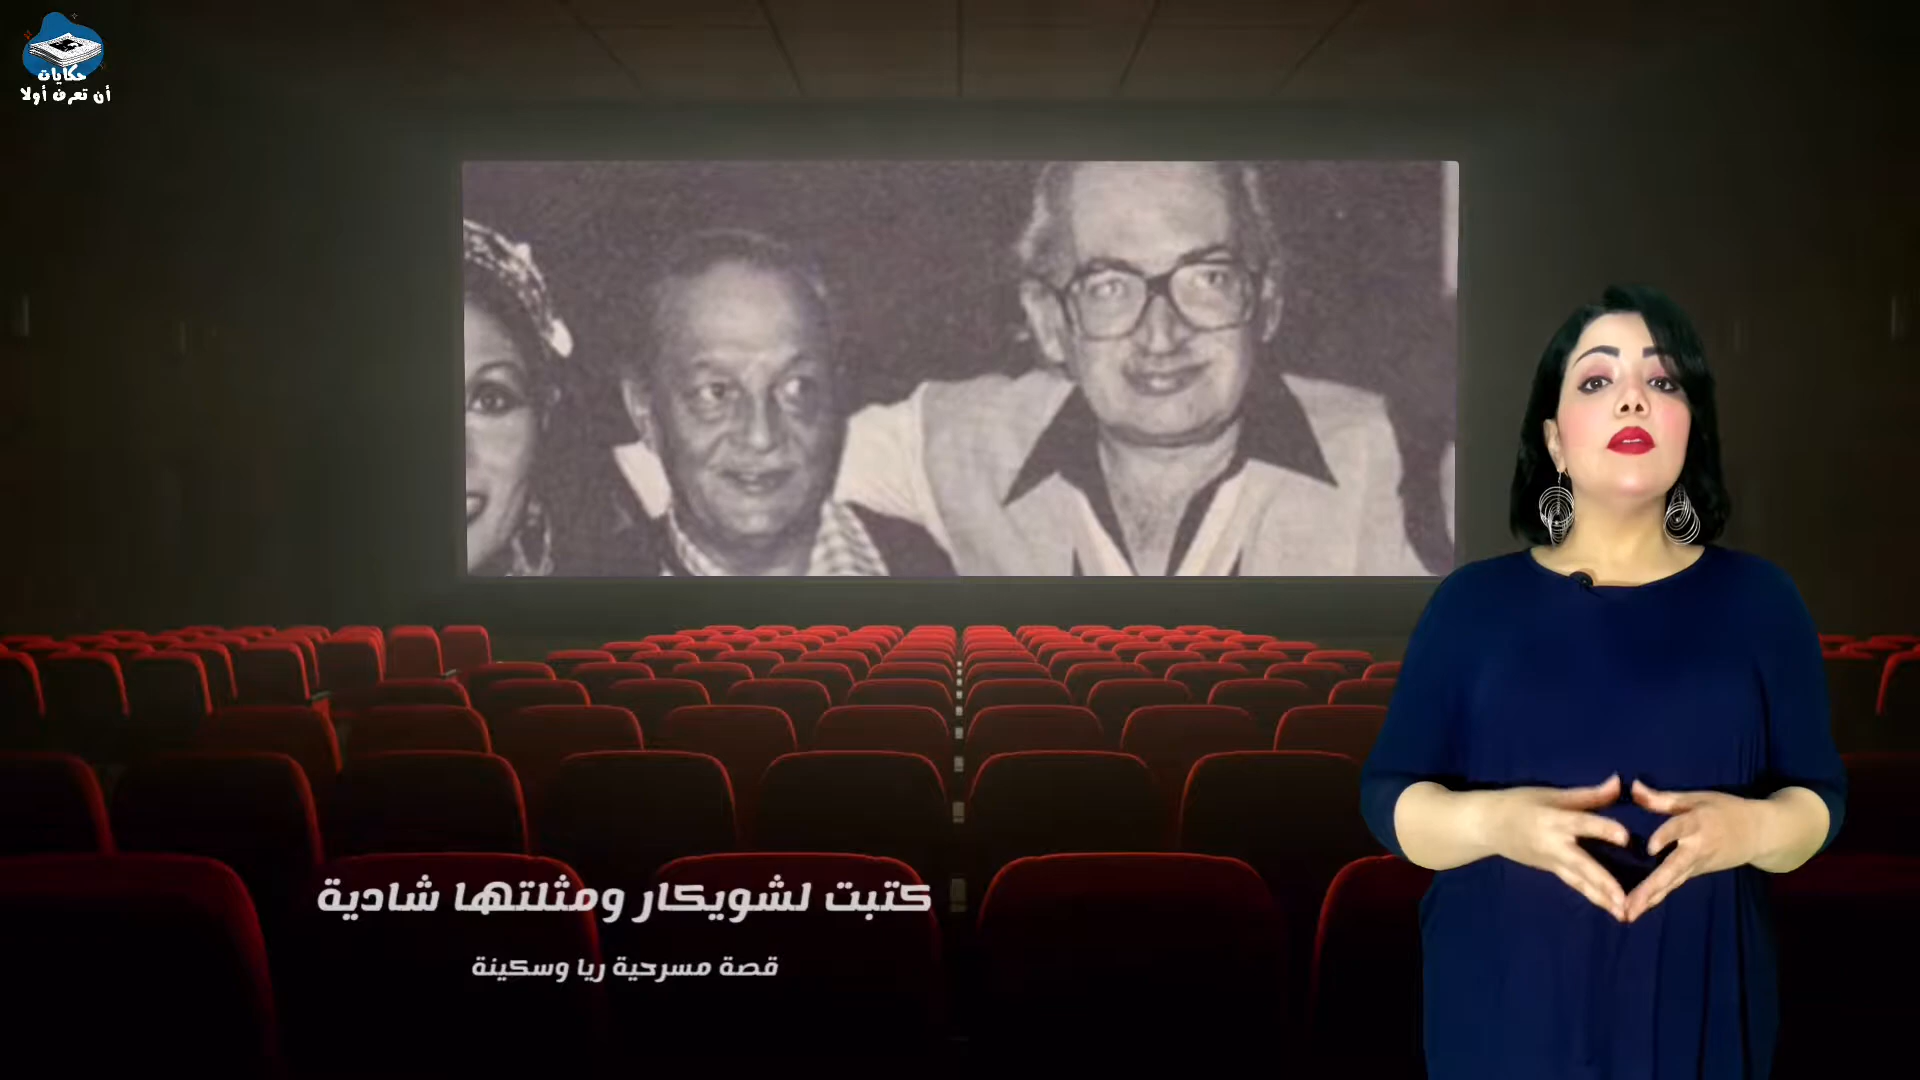 حكايات
أن تعرف أولا
كتبت لشويكار ومثلتها شادية
قصة مسرحية ريا وسكينة